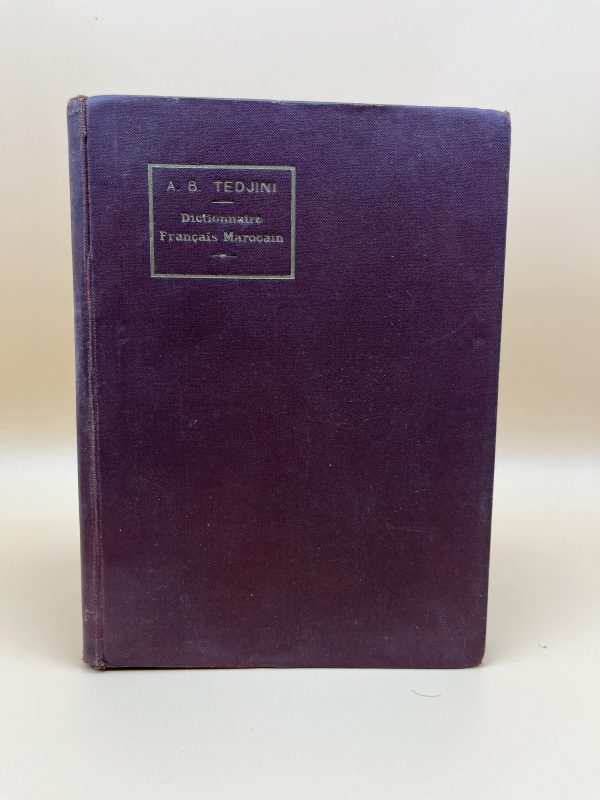 A. B. TEDJINI
Dictionnaire
Français Marocain